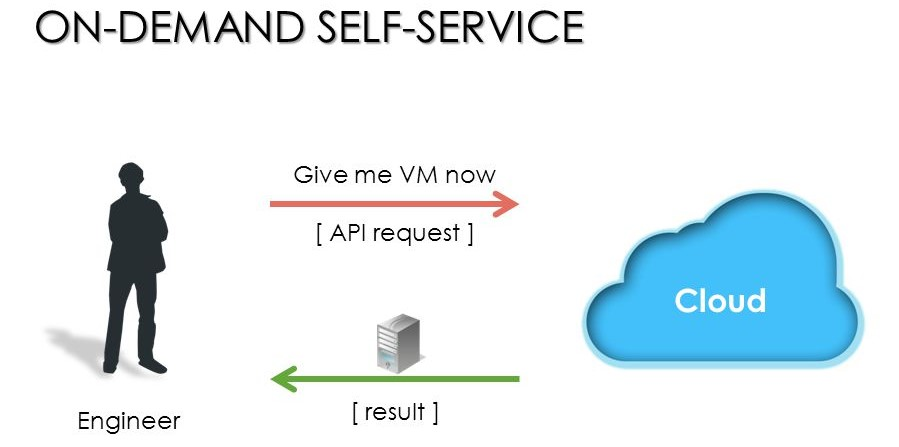 ON-DEMAND SELF-SERVICE
Give me VM now
[ API request ]
Cloud
[ result ]
Engineer